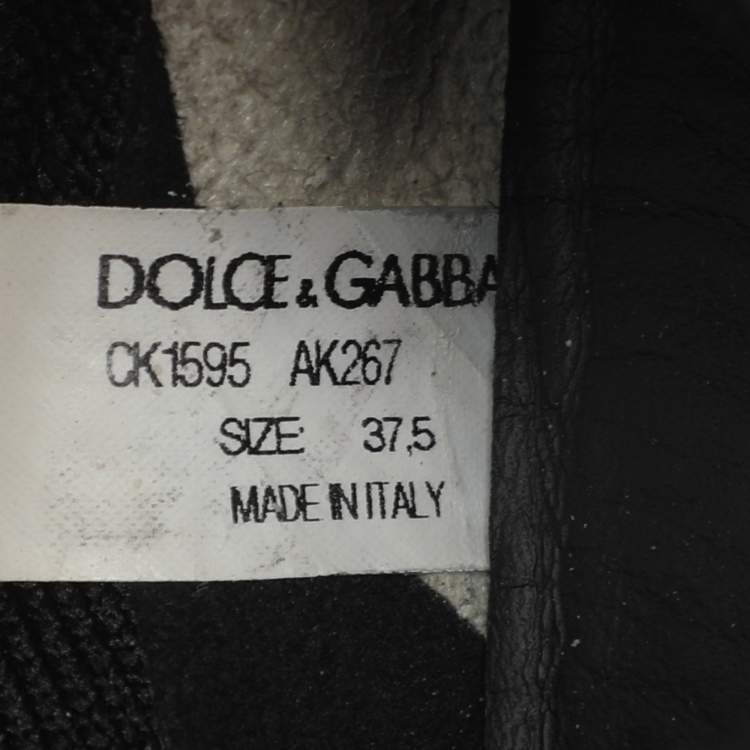 DOLCE & GABBA
CK1595 AK267
SIZE 37,5
MADE IN ITALY